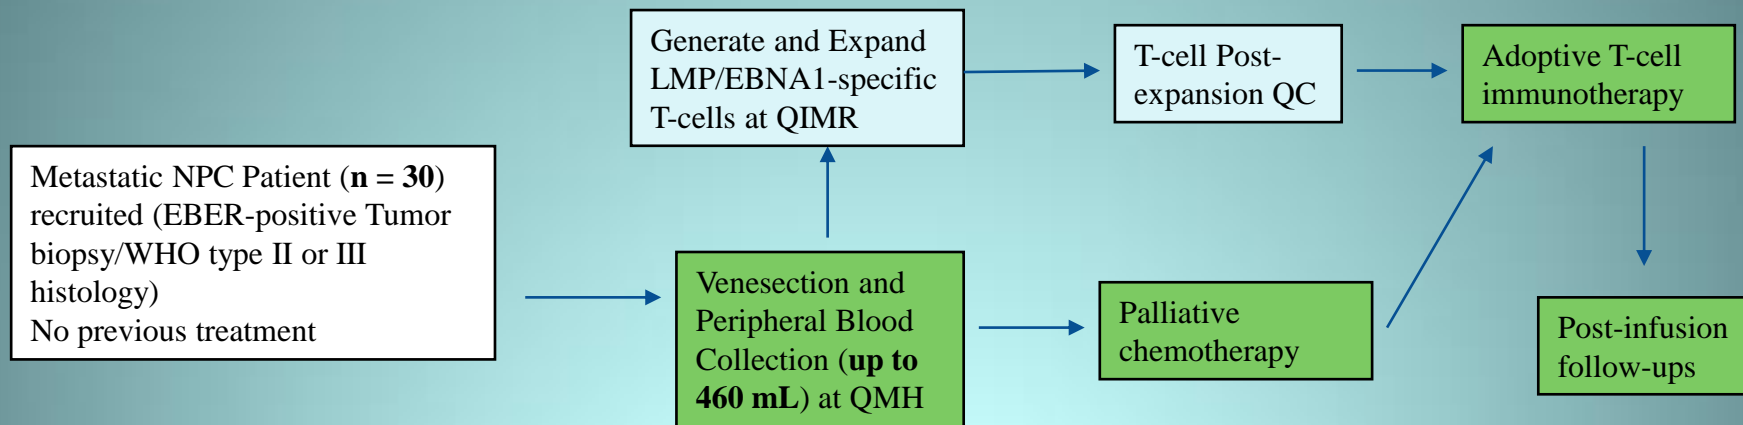 Metastatic NPC Patient (n = 30)
recruited (EBER-positive Tumor
biopsy/WHO type II or III
histology)
No previous treatment
Venesection and
Peripheral Blood
Collection (up to
460 mL) at QMH
Generate and Expand
LMP/EBNA1-specific
T-cells at QIMR
T-cell Post-
expansion QC
Palliative
chemotherapy
Adoptive T-cell
immunotherapy
Post-infusion
follow-ups